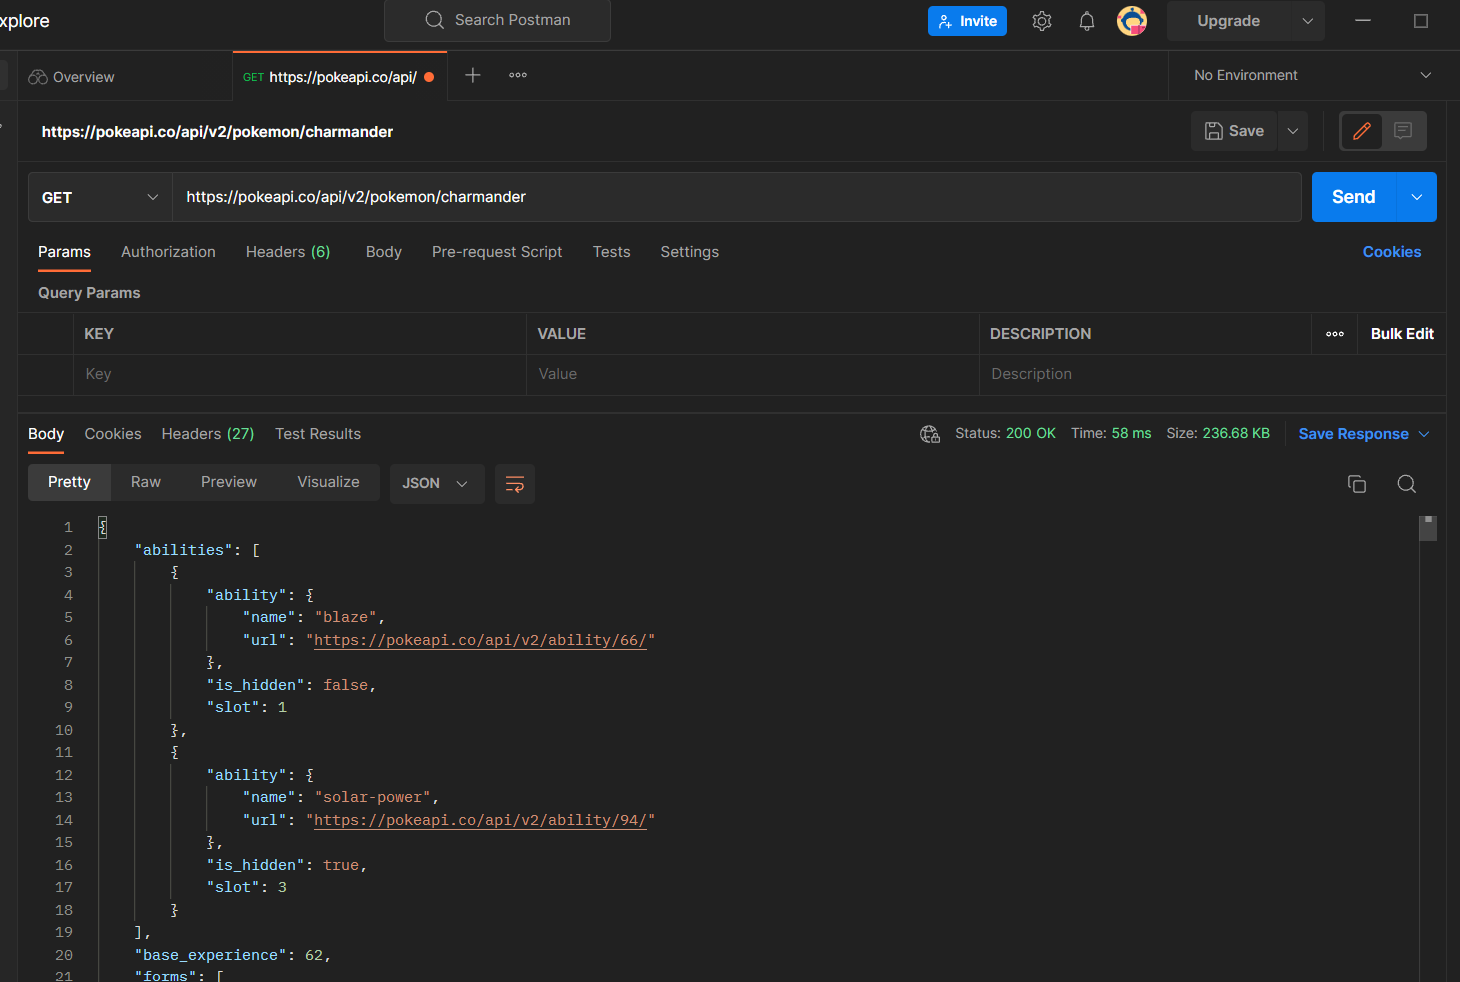 xplore
Search Postman
Invite
Upgrade
Overview
GET https://pokeapi.co/api/
No Environment
https://pokeapi.co/api/v2/pokemon/charmander
Save
GET
https://pokeapi.co/api/v2/pokemon/charmander
Send
Params Authorization Headers (6) Body Pre-request Script Tests Settings Cookies
Query Params
KEY VALUE DESCRIPTION Bulk Edit
Key Value Description
Body Cookies Headers (27) Test Results Status: 200 OK Time: 58 ms Size: 236.68 KB Save Response
Pretty Raw Preview Visualize JSON
1 {
2 "abilities": [
3 {
4 "ability": {
5 "name": "blaze",
6 "url": "https://pokeapi.co/api/v2/ability/66/"
7 },
8 "is_hidden": false,
9 "slot": 1
10 },
11 {
12 "ability": {
13 "name": "solar-power",
14 "url": "https://pokeapi.co/api/v2/ability/94/"
15 },
16 "is_hidden": true,
17 "slot": 3
18 }
19 ],
20 "base_experience": 62,
21 "forms": [